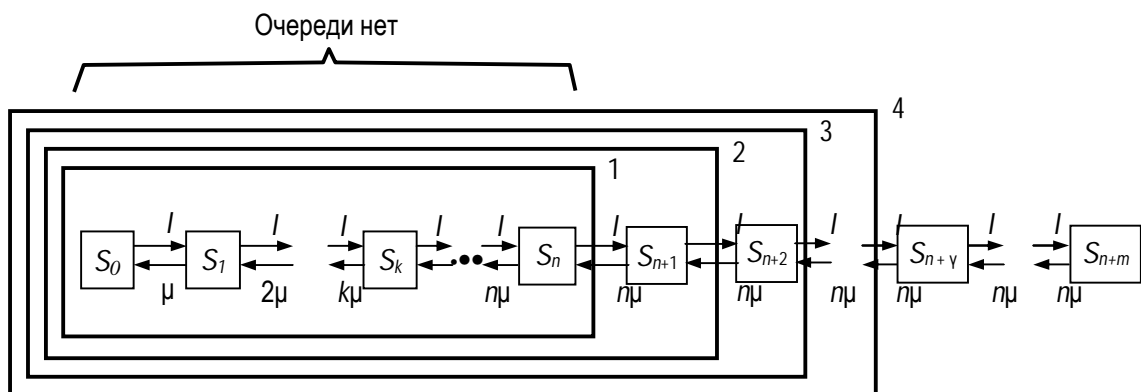 Очереди нет
4
3
2
1
l l l l l l l l l l l l
S0 S1 Sk ... Sn Sn+1 Sn+2 Sn + γ Sn+m
μ 2μ kμ nμ nμ nμ nμ nμ nμ nμ